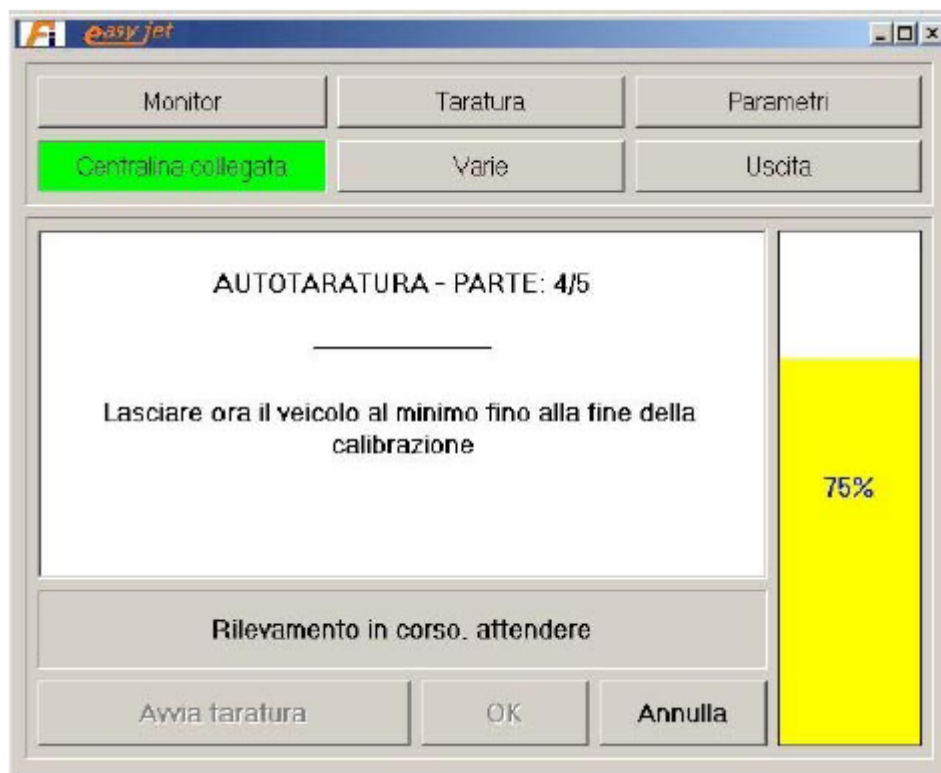 Fi easy jet
Monitor Taratura Parametri
Centralina collegata Varie Uscita
AUTOTARATURA - PARTE: 4/5
Lasciare ora il veicolo al minimo fino alla fine della
calibrazione
75%
Rilevamento in corso. attendere
Avvia taratura OK Annulla